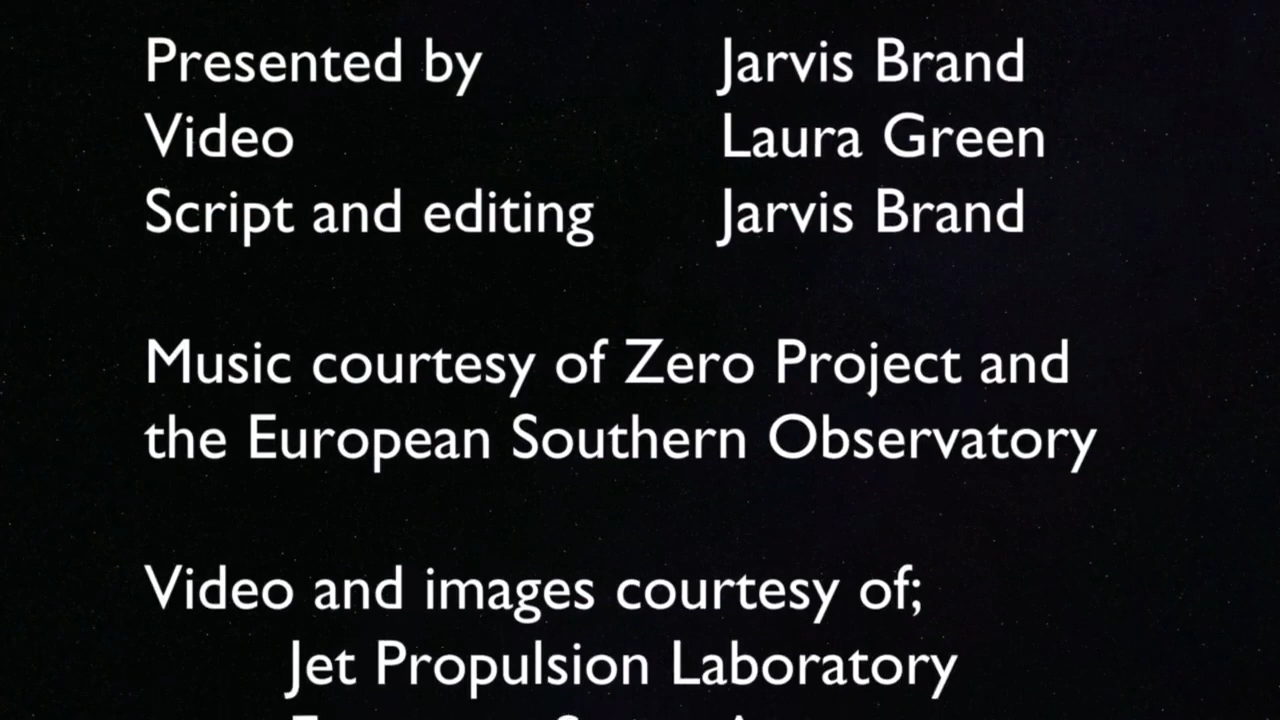 Presented by Jarvis Brand
Video Laura Green
Script and editing Jarvis Brand
Music courtesy of Zero Project and
the European Southern Observatory
Video and images courtesy of;
Jet Propulsion Laboratory